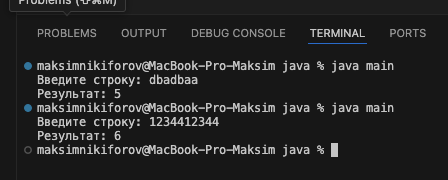 Problems (⇧⌘M)
PROBLEMS OUTPUT DEBUG CONSOLE TERMINAL PORTS
maksimnikiforov@MacBook-Pro-Maksim java % java main
Введите строку: dbadbaa
Результат: 5
maksimnikiforov@MacBook-Pro-Maksim java % java main
Введите строку: 1234412344
Результат: 6
maksimnikiforov@MacBook-Pro-Maksim java %